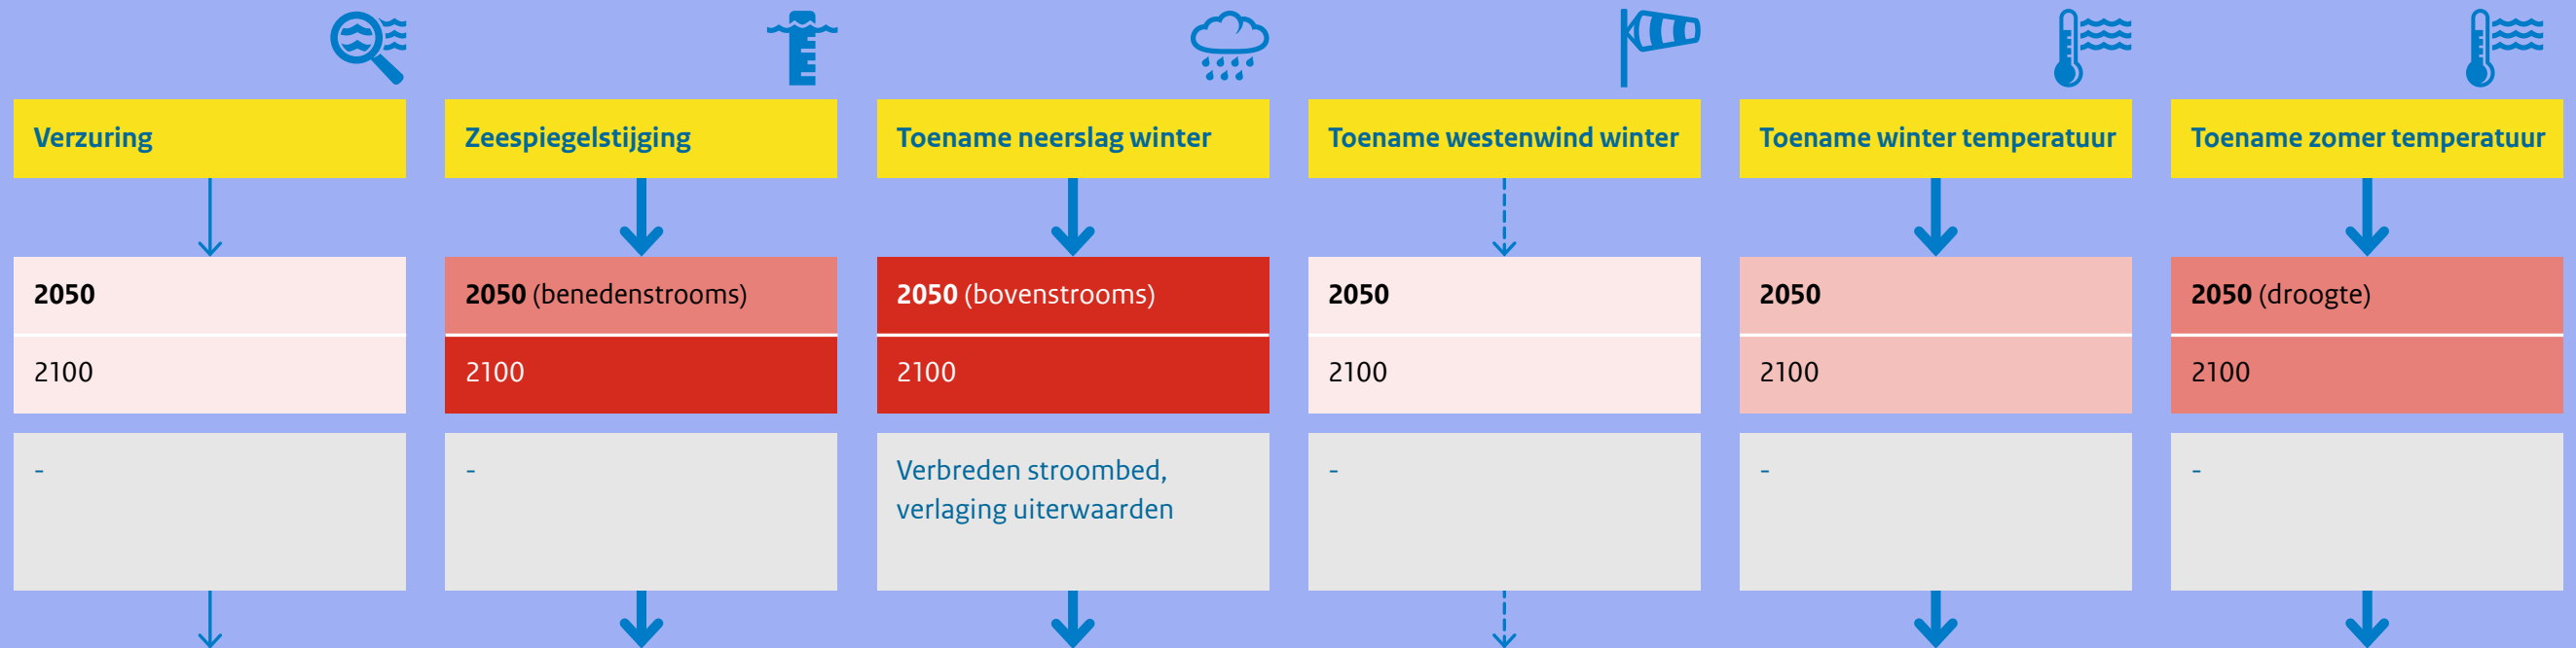 Verzuring
Zeespiegelstijging
Toename neerslag winter
Toename westenwind winter
Toename winter temperatuur
Toename zomer temperatuur
2050
2050 (benedenstrooms)
2050 (bovenstrooms)
2050
2050
2050 (droogte)
2100
2100
2100
2100
2100
2100
-
-
Verbreden stroombed,
verlaging uiterwaarden
-
-
-